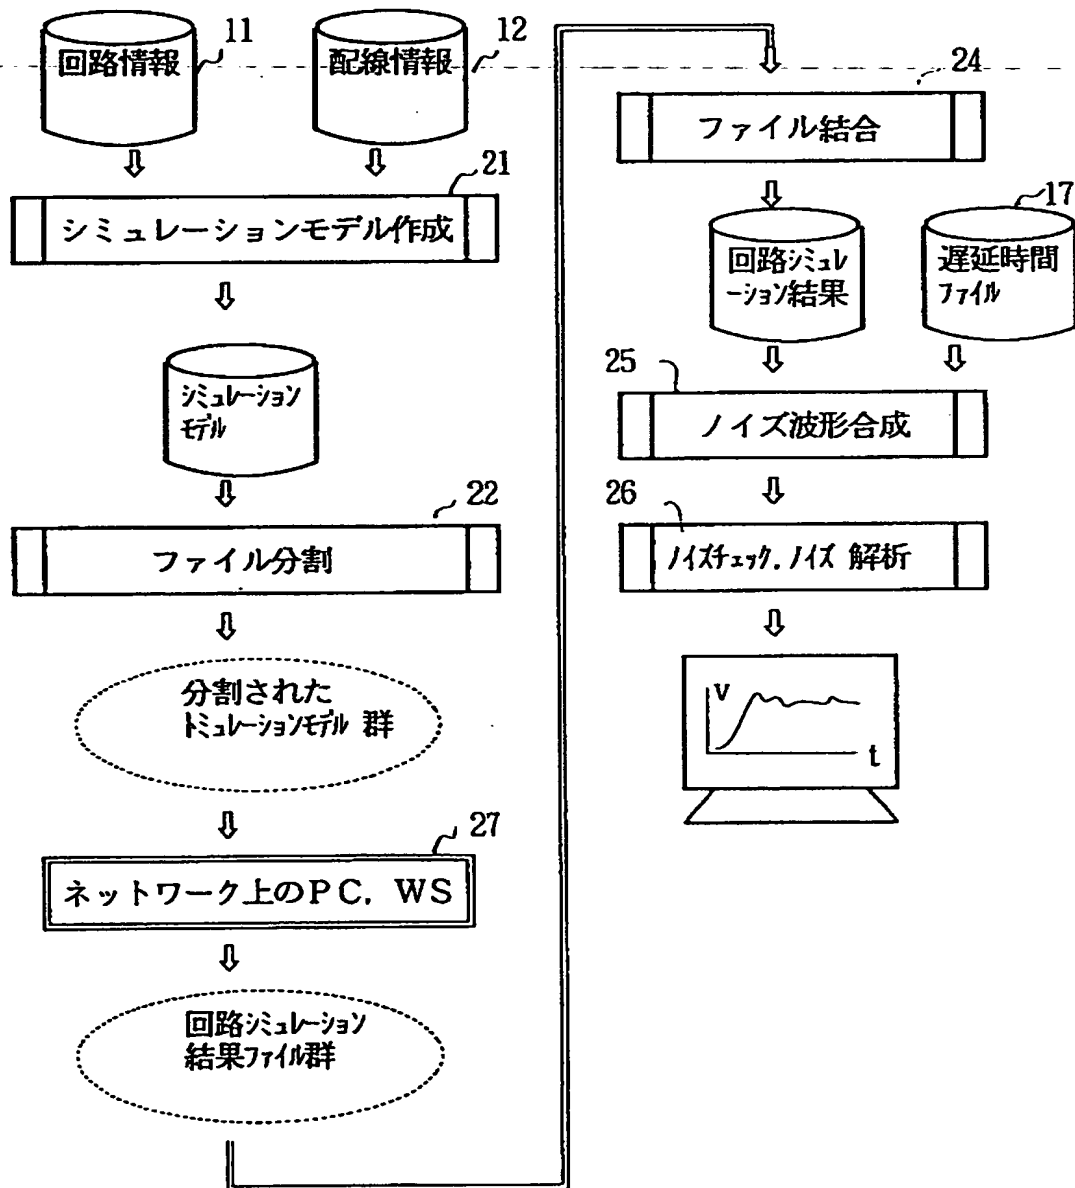 回路情報
11
配線情報
12
21
シミュレーションモデル作成
シミュレーション
モデル
22
ファイル分割
分割された
トミュレーションモデル 群
27
ネットワーク上のPC. WS
回路シミュレーション
結果ファイル群
24
ファイル結合
回路シミュレ
ーション結果
17
遅延時間
ファイル
25
ノイズ波形合成
26
ノイズチェック.ノイズ 解析
V
t